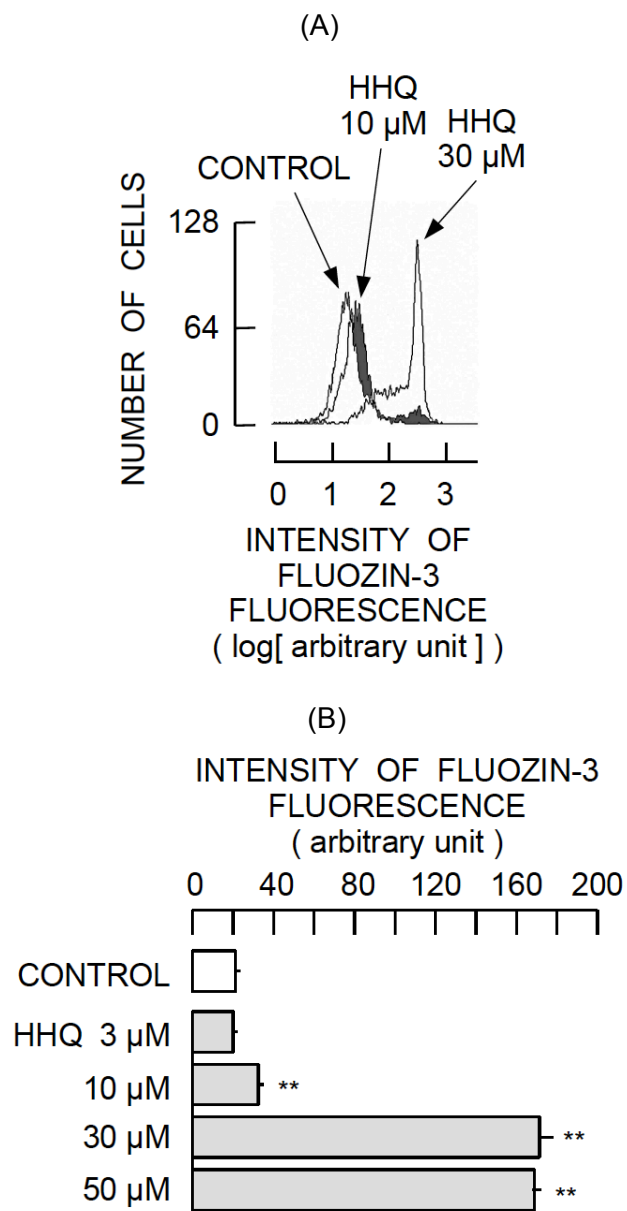 (A)
HHQ
10 µM
HHQ
30 µM
CONTROL
NUMBER OF CELLS
128
64
0
0 1 2 3
INTENSITY OF
FLUOZIN-3
FLUORESCENCE
( log[ arbitrary unit ] )
(B)
INTENSITY OF FLUOZIN-3
FLUORESCENCE
( arbitrary unit )
0 40 80 120 160 200
CONTROL
HHQ 3 µM
10 µM **
30 µM **
50 µM **